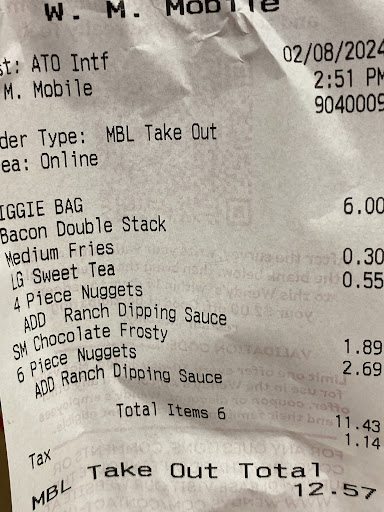 W. M. Mobile
st: ATO Intf 02/08/2024
M. Mobile 2:51 PM
9040009
der Type: MBL Take Out
ea: Online
IGGIE BAG 6.00
Bacon Double Stack
Medium Fries 0.30
LG Sweet Tea 0.55
4 Piece Nuggets
ADD Ranch Dipping Sauce
SM Chocolate Frosty 1.89
6 Piece Nuggets 2.69
ADD Ranch Dipping Sauce
Total Items 6 11.43
Tax 1.14
MBL Take Out Total
12.57